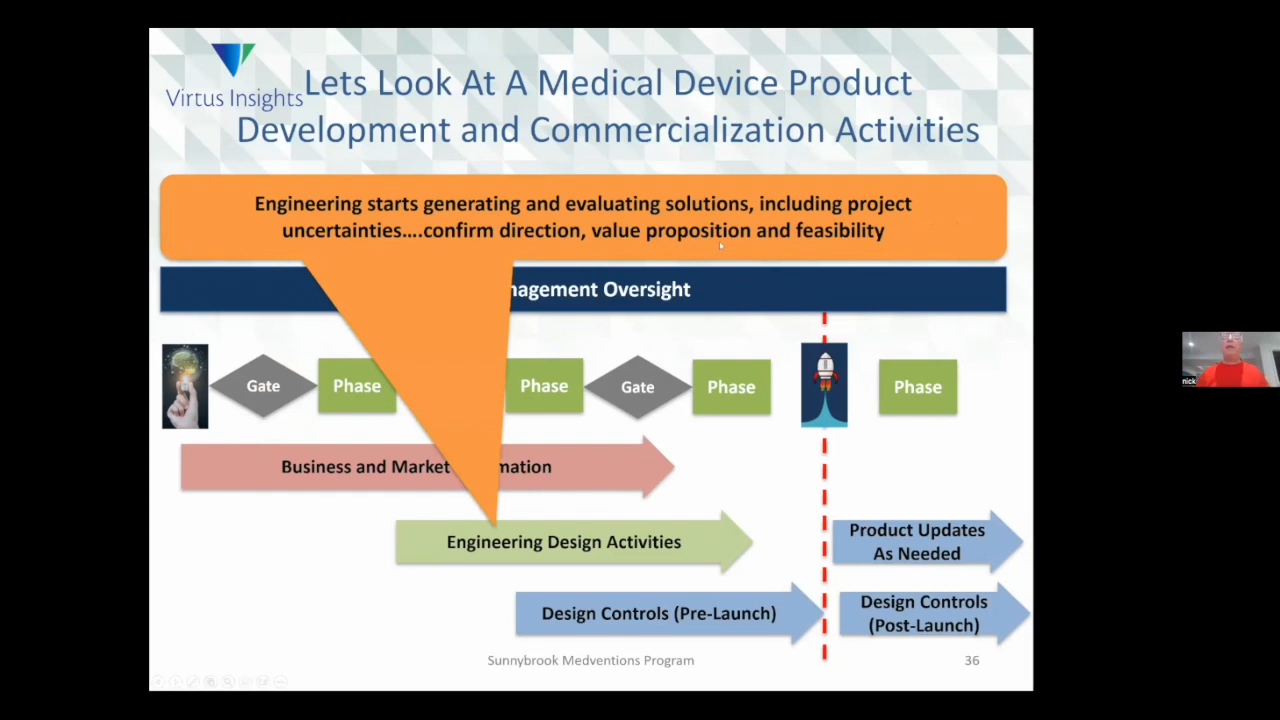 Virtus Insights
Lets Look At A Medical Device Product
Development and Commercialization Activities
Engineering starts generating and evaluating solutions, including project
uncertainties....confirm direction, value proposition and feasibility
nagement Oversight
Gate
Phase
Phase
Gate
Phase
Phase
Business and Market mation
Engineering Design Activities
Product Updates
As Needed
Design Controls (Pre-Launch)
Design Controls
(Post-Launch)
Sunnybrook Medventions Program
36
nick